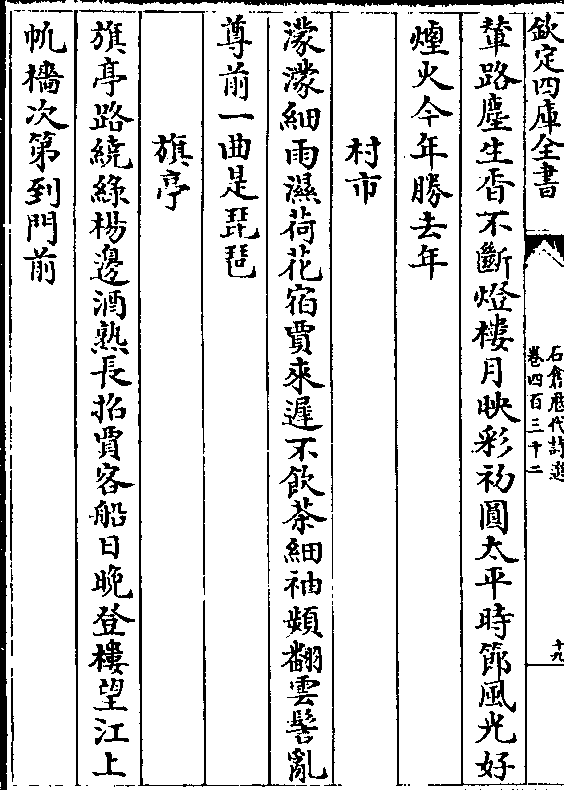 欽定四庫全書
石倉歷代詩選
卷四百三十二
十九
輦路塵生香不斷燈樓月映彩初圓太平時節風光好
煙火今年勝去年
村市
濛濛細雨濕荷花宿賈來遲不飲茶細袖頻翻雲髻亂
尊前一曲是琵琶
旗亭
旗亭路繞綠楊邊酒熟長招賈客船日晚登樓望江上
帆檣次第到門前